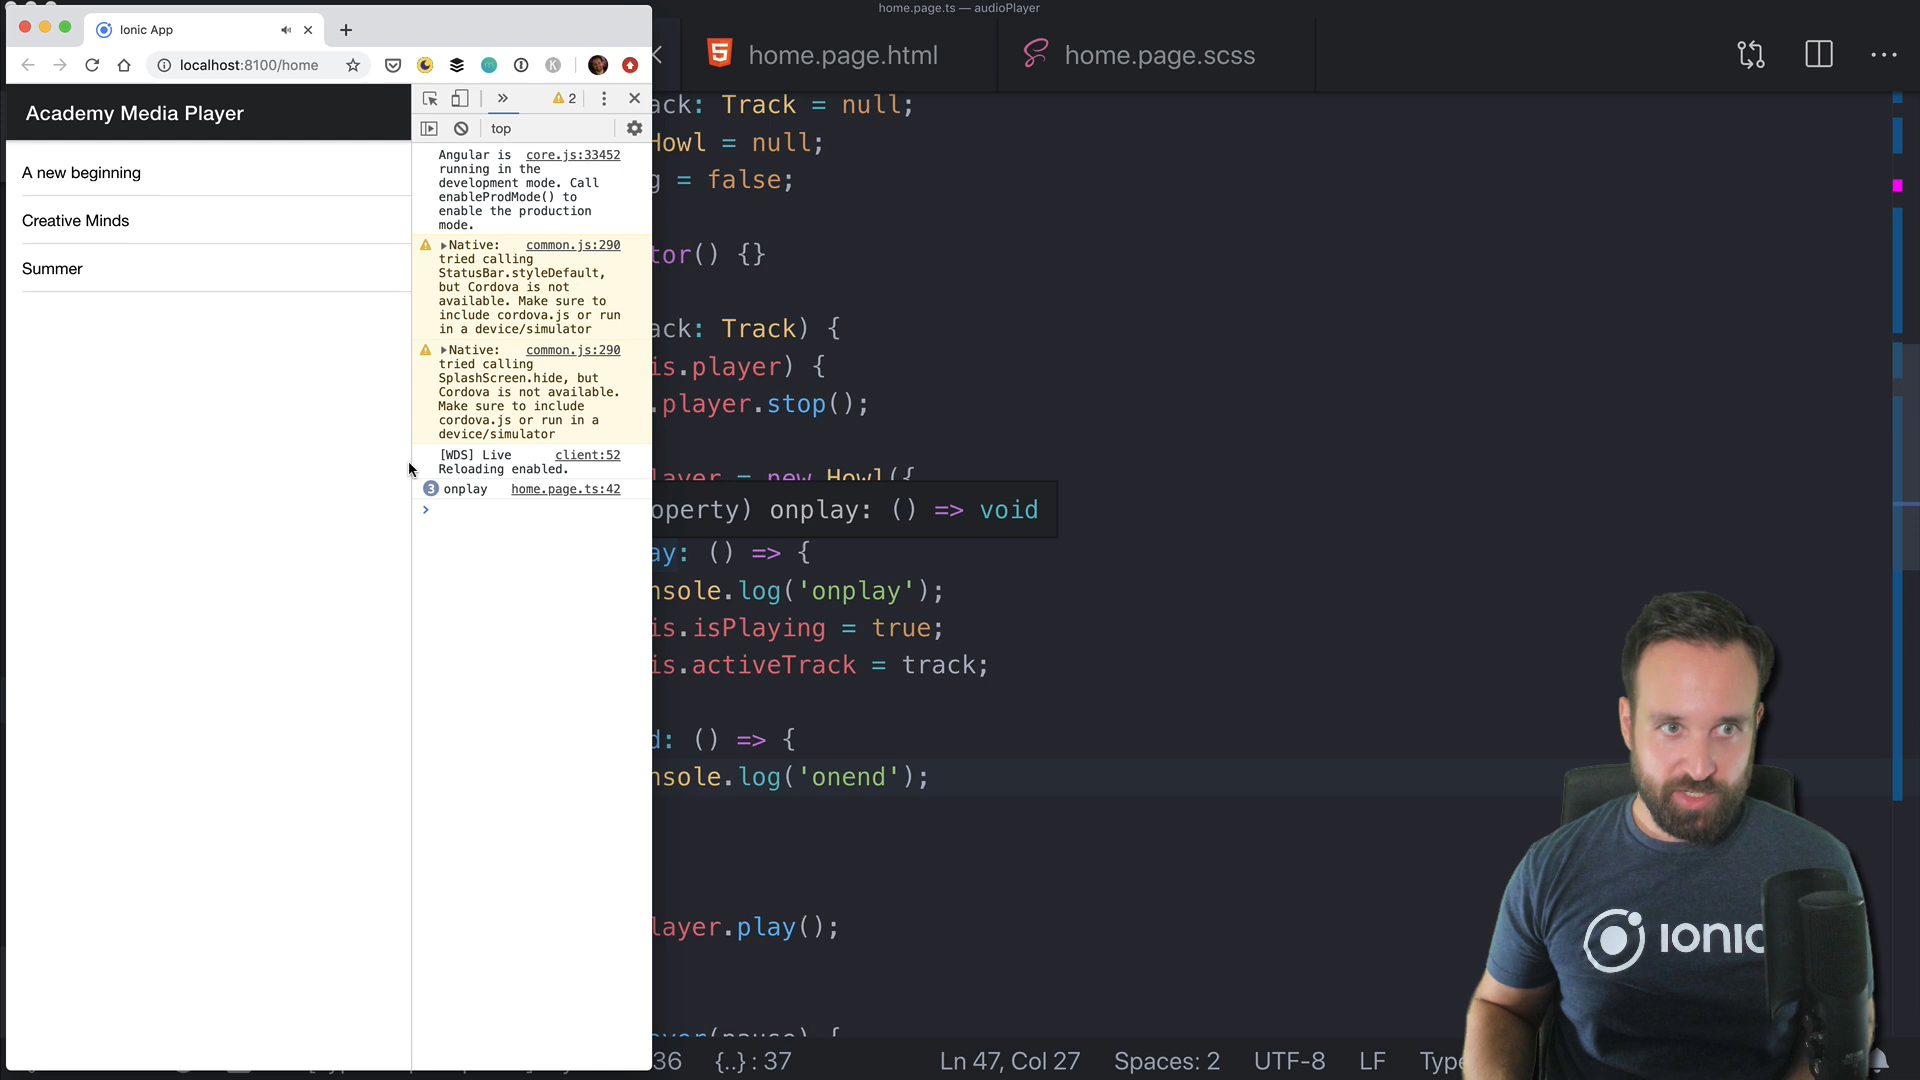 home.page.ts — audioPlayer
Ionic App
localhost:8100/home
home.page.html
home.page.scss
Academy Media Player
A new beginning
Creative Minds
Summer
2
top
Angular is core.js:33452
running in the
development mode. Call
enableProdMode() to
enable the production
mode.
Native: common.js:290
tried calling
StatusBar.styleDefault,
but Cordova is not
available. Make sure to
include cordova.js or run
in a device/simulator
Native: common.js:290
tried calling
SplashScreen.hide, but
Cordova is not available.
Make sure to include
cordova.js or run in a
device/simulator
[WDS] Live client:52
Reloading enabled.
3 onplay home.page.ts:42
>
ack: Track = null;
Howl = null;
g = false;
tor() {}
ack: Track) {
is.player) {
.player.stop();
layer = new Howl({
operty) onplay: () => void
ay: () => {
nsole.log('onplay');
is.isPlaying = true;
is.activeTrack = track;
d: () => {
nsole.log('onend');
layer.play();
ayer(pause) {
36 {..} : 37 Ln 47, Col 27 Spaces: 2 UTF-8 LF Type
IONIC